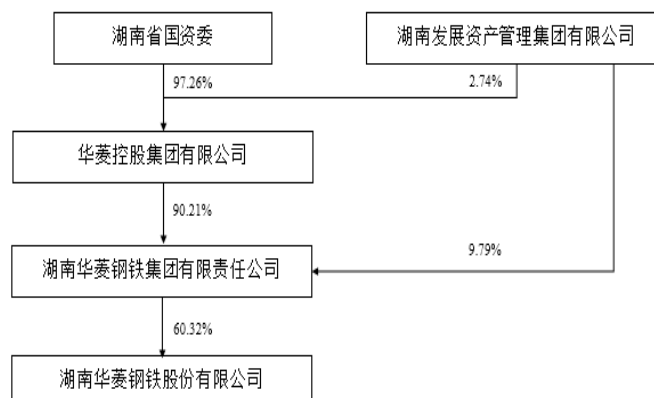 湖南省国资委
湖南发展资产管理集团有限公司
97.26%
2.74%
华菱控股集团有限公司
90.21%
9.79%
湖南华菱钢铁集团有限责任公司
60.32%
湖南华菱钢铁股份有限公司